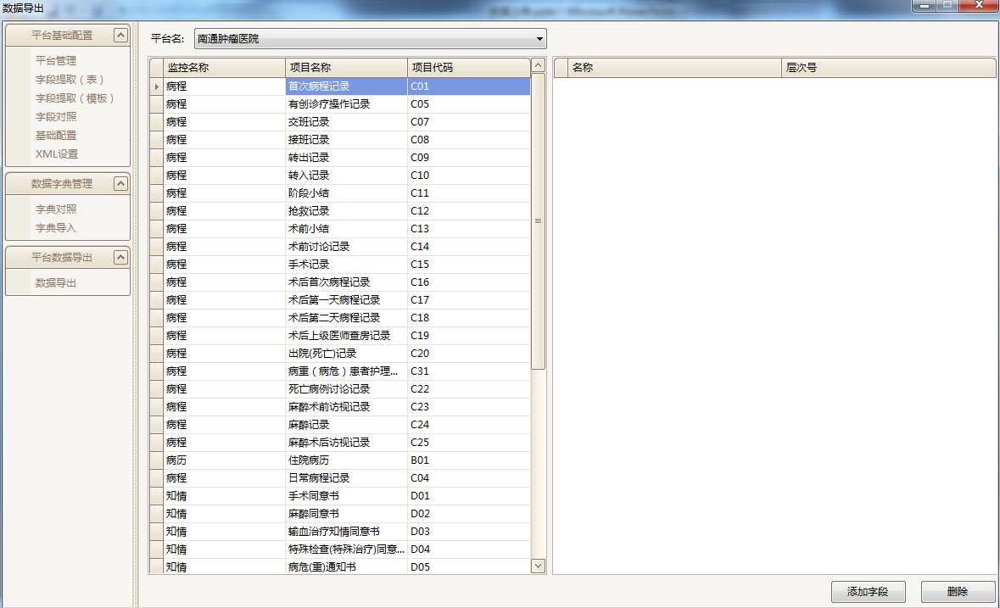 数据导出
平台基础配置
平台管理
字段提取（表）
字段提取（模板）
字段对照
基础配置
XML设置
数据字典管理
字典对照
字典导入
平台数据导出
数据导出
平台名: 南通肿瘤医院
监控名称 项目名称 项目代码
病程 首次病程记录 C01
病程 有创诊疗操作记录 C05
病程 交班记录 C07
病程 接班记录 C08
病程 转出记录 C09
病程 转入记录 C10
病程 阶段小结 C11
病程 抢救记录 C12
病程 术前小结 C13
病程 术前讨论记录 C14
病程 手术记录 C15
病程 术后首次病程记录 C16
病程 术后第一天病程记录 C17
病程 术后第二天病程记录 C18
病程 术后上级医师查房记录 C19
病程 出院(死亡)记录 C20
病程 病重（病危）患者护理... C31
病程 死亡病例讨论记录 C22
病程 麻醉术前访视记录 C23
病程 麻醉记录 C24
病程 麻醉术后访视记录 C25
病历 住院病历 B01
病程 日常病程记录 C04
知情 手术同意书 D01
知情 麻醉同意书 D02
知情 输血治疗知情同意书 D03
知情 特殊检查(特殊治疗)同意... D04
知情 病危(重)通知书 D05
名称 层次号
添加字段 删除